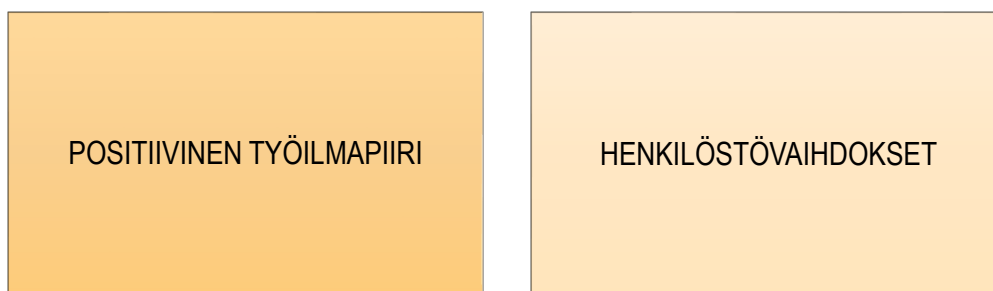 POSITIIVINEN TYÖILMAPIIRI
HENKILÖSTÖVAIHDOKSET